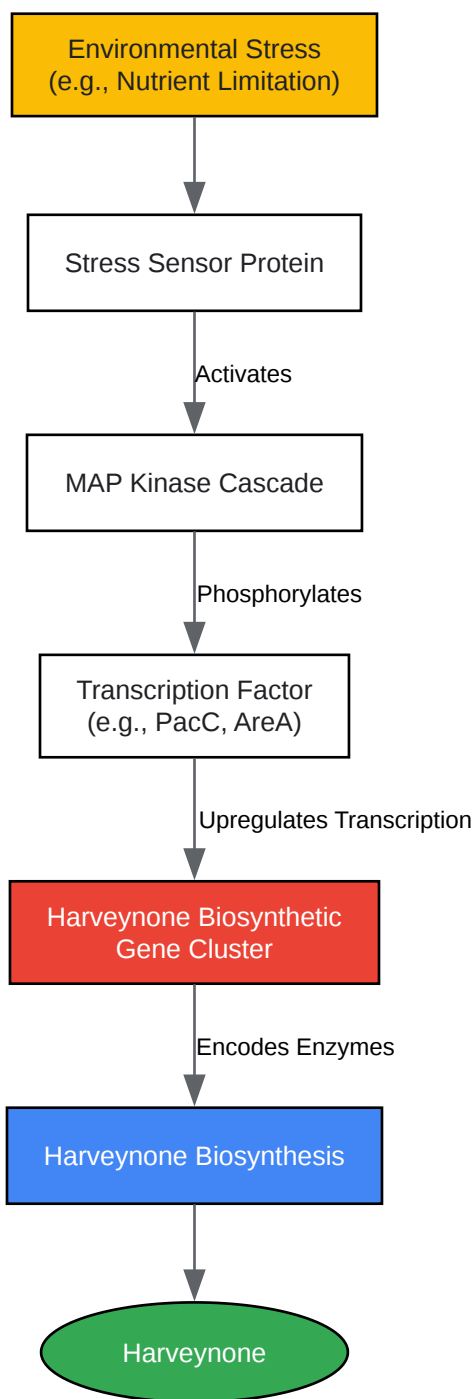 Environmental Stress
(e.g., Nutrient Limitation)
Stress Sensor Protein
Activates
MAP Kinase Cascade
Phosphorylates
Transcription Factor
(e.g., PacC, AreA)
Upregulates Transcription
Harveynone Biosynthetic
Gene Cluster
Encodes Enzymes
Harveynone Biosynthesis
Harveynone